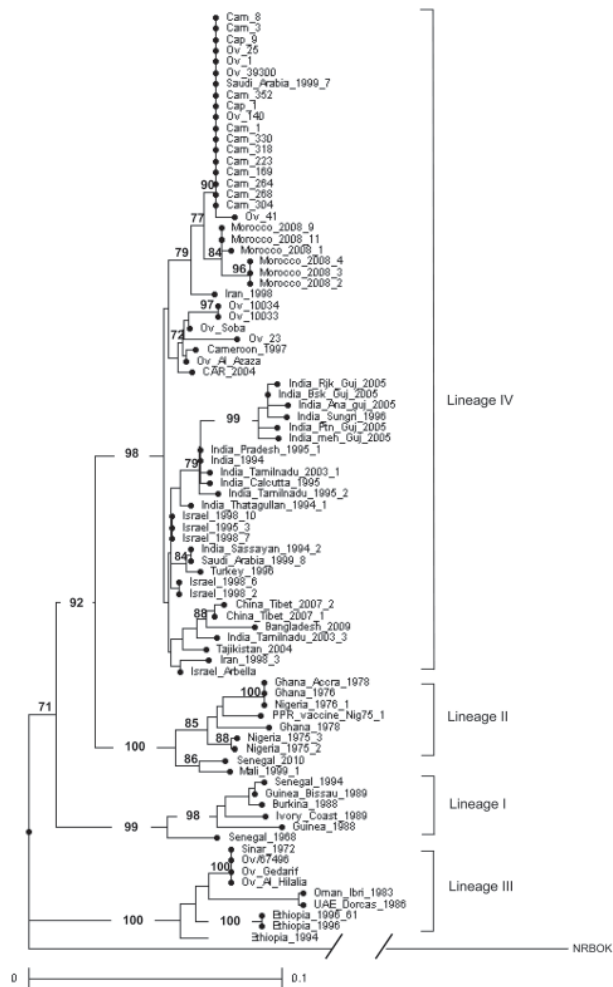 Cam_8
Cam_3
Cap_9
Ov_25
Ov_1
Ov_39300
Saudi_Arabia_1999_7
Cam_352
Cap_1
Ov_140
Cam_1
Cam_330
Cam_318
Cam_223
Cam_169
Cam_264
90
Cam_268
Cam_304
77
Ov_41
Morocco_2008_9
Morocco_2008_11
79
84
Morocco_2008_1
Morocco_2008_4
96
Morocco_2008_3
Morocco_2008_2
Iran_1998
97
Ov_10034
Ov_10033
Ov_Soba
72
Ov_23
Cameroon_1997
Ov_Al_Azaza
CAR_2004
India_Rjk_Guj_2005
India_Bsk_Guj_2005
Lineage IV
India_Ana_guj_2005
99
India_Sungri_1996
India_Ptn_Guj_2005
India_meh_Guj_2005
98
India_Pradesh_1995_1
79
India_1994
India_Tamilnadu_2003_1
India_Calcutta_1995
India_Tamilnadu_1995_2
India_Thatagullan_1994_1
Israel_1998_10
Israel_1995_3
Israel_1998_7
India_Sassayan_1994_2
84
Saudi_Arabia_1999_8
Turkey_1996
Israel_1998_6
Israel_1998_2
92
China_Tibet_2007_2
88
China_Tibet_2007_1
Bangladesh_2009
India_Tamilnadu_2003_3
Tajikistan_2004
Iran_1998_3
Israel_Arbella
Ghana_Accra_1978
100
Ghana_1976
Nigeria_1976_1
71
PPR_vaccine_Nig75_1
Lineage II
85
Ghana_1978
88
Nigeria_1975_3
100
Nigeria_1975_2
86
Senegal_2010
Mali_1999_1
Senegal_1994
Guinea_Bissau_1989
Burkina_1988
Lineage I
98
Ivory_Coast_1989
99
Guinea_1988
Senegal_1968
Sinar_1972
100
Ov/67496
Ov_Gedarif
Ov_Al_Hilalia
Lineage III
Oman_Ibri_1983
UAE_Dorcas_1986
100
100
Ethiopia_1996_61
Ethiopia_1996
Ethiopia_1994
NRBOK
0
0.1